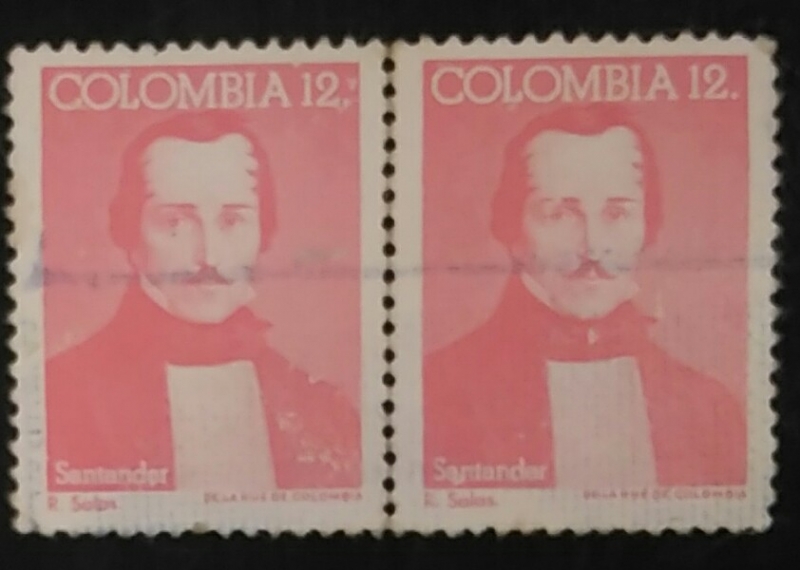 COLOMBIA 12.
Santander
R. Salas.
DE LA RUE DE COLOMBIA
COLOMBIA 12.
Santander
R. Salas.
DE LA RUE DE COLOMBIA